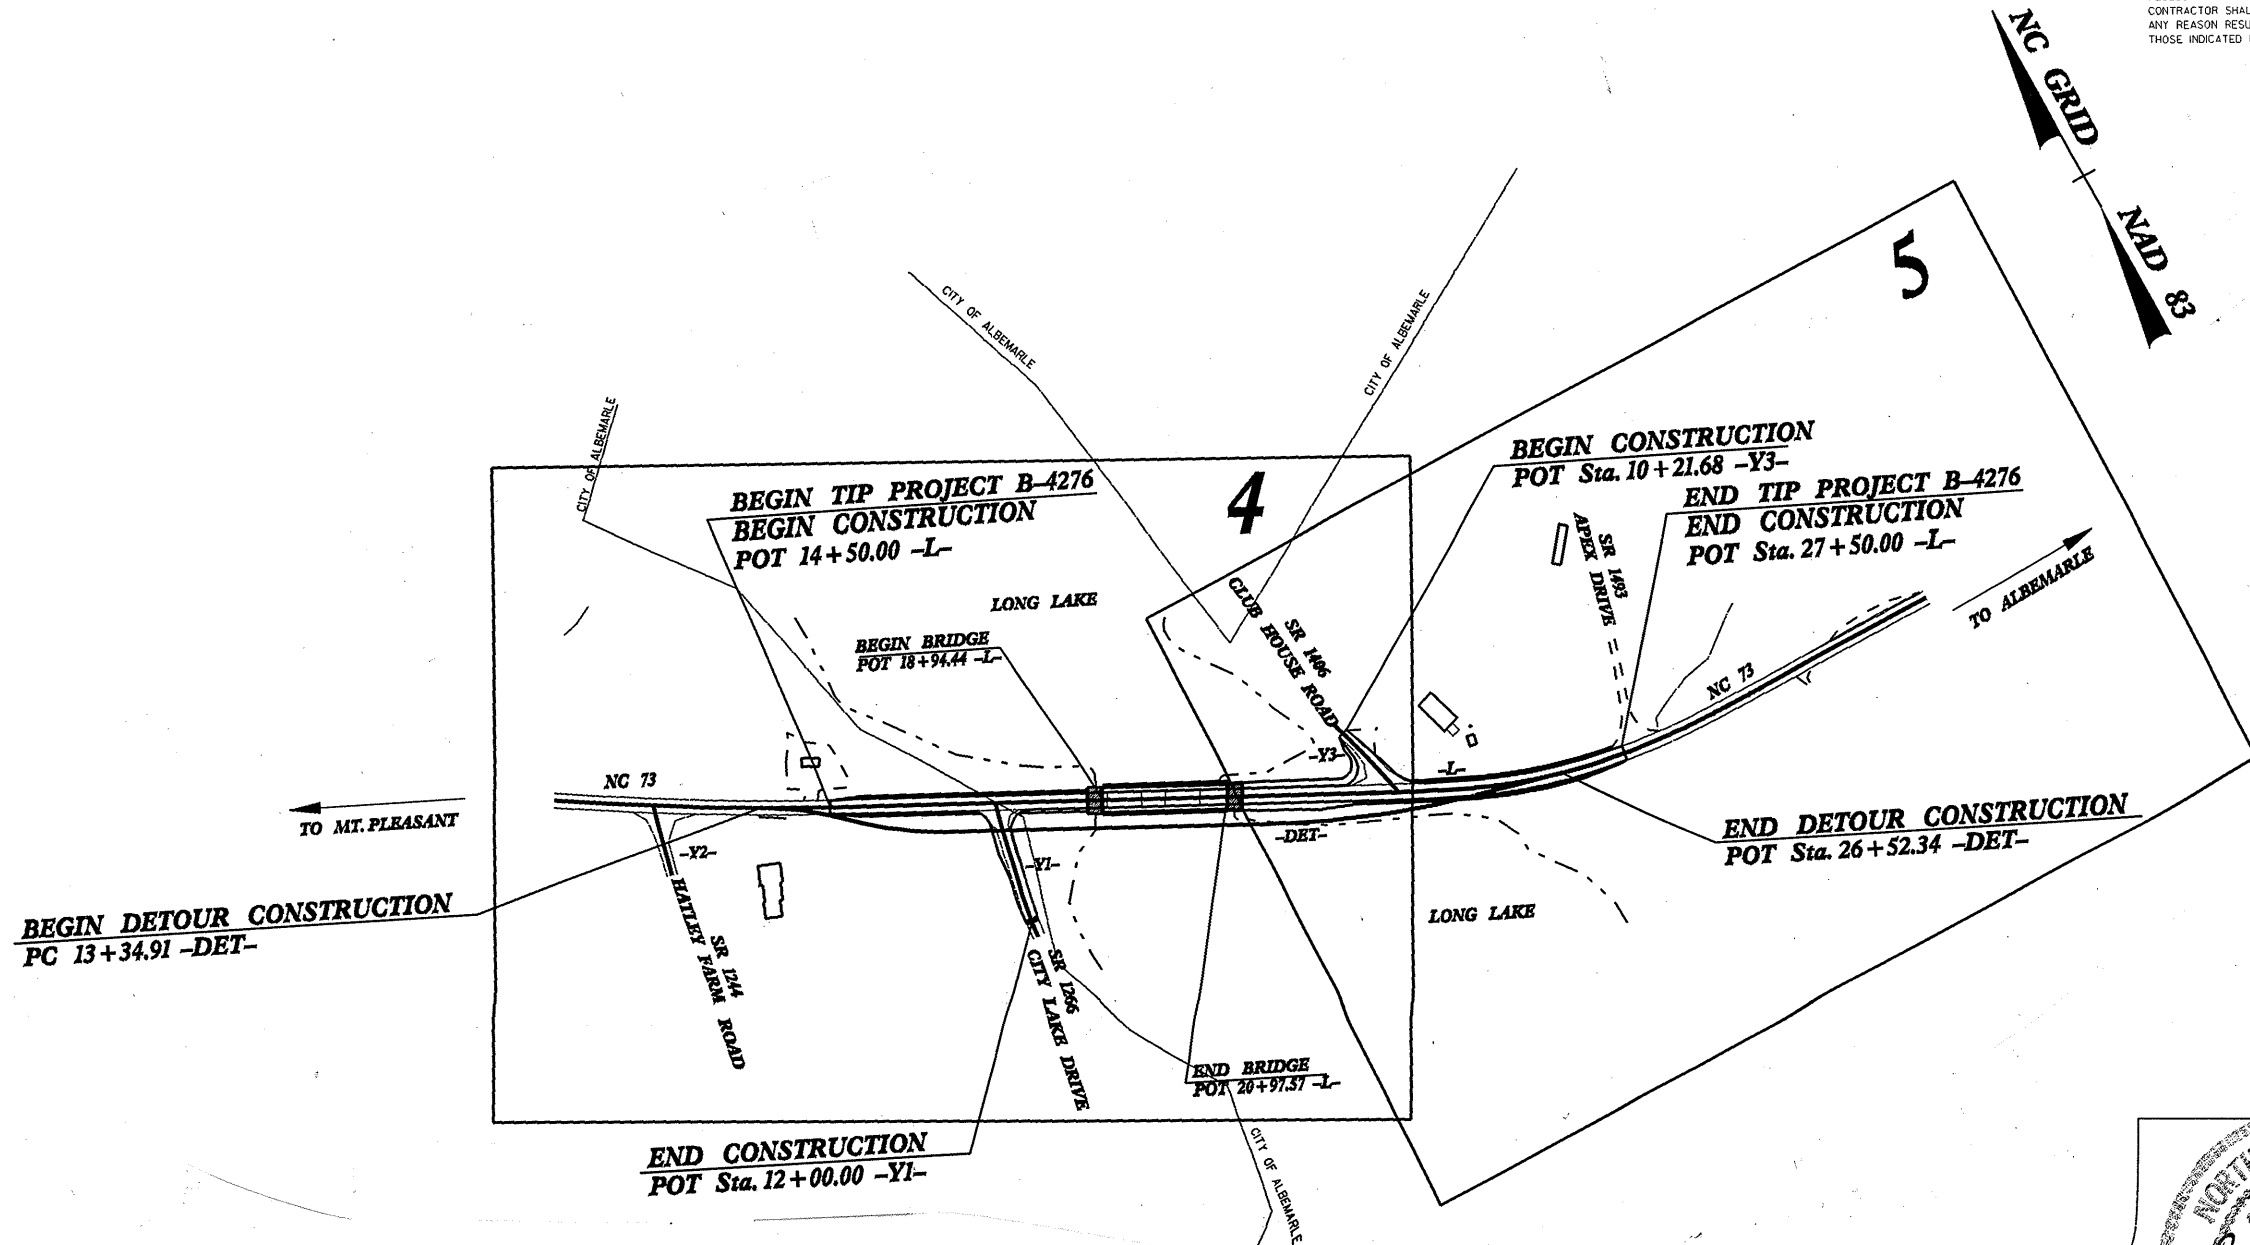 CONTRACTOR SHAL
ANY REASON RESU
THOSE INDICATED
NC GRID
NAD 83
5
CITY OF ALBEMARLE
CITY OF ALBEMARLE
CITY OF ALBEMARLE
BEGIN CONSTRUCTION
POT Sta. 10+21.68 -Y3-
BEGIN TIP PROJECT B-4276
BEGIN CONSTRUCTION
POT 14+50.00 -L-
4
END TIP PROJECT B-4276
END CONSTRUCTION
POT Sta. 27+50.00 -L-
SR 1493
APEX DRIVE
TO ALBEMARLE
LONG LAKE
BEGIN BRIDGE
POT 18+94.44 -L-
SR 1406
CLUB HOUSE ROAD
NC 73
-Y3-
-L-
NC 73
TO MT. PLEASANT
-Y2-
-Y1-
-DET-
END DETOUR CONSTRUCTION
POT Sta. 26+52.34 -DET-
BEGIN DETOUR CONSTRUCTION
PC 13+34.91 -DET-
SR 1244
HATLEY FARM ROAD
SR 1266
CITY LAKE DRIVE
LONG LAKE
END BRIDGE
POT 20+97.57 -L-
END CONSTRUCTION
POT Sta. 12+00.00 -Y1-
CITY OF ALBEMARLE
NORTH